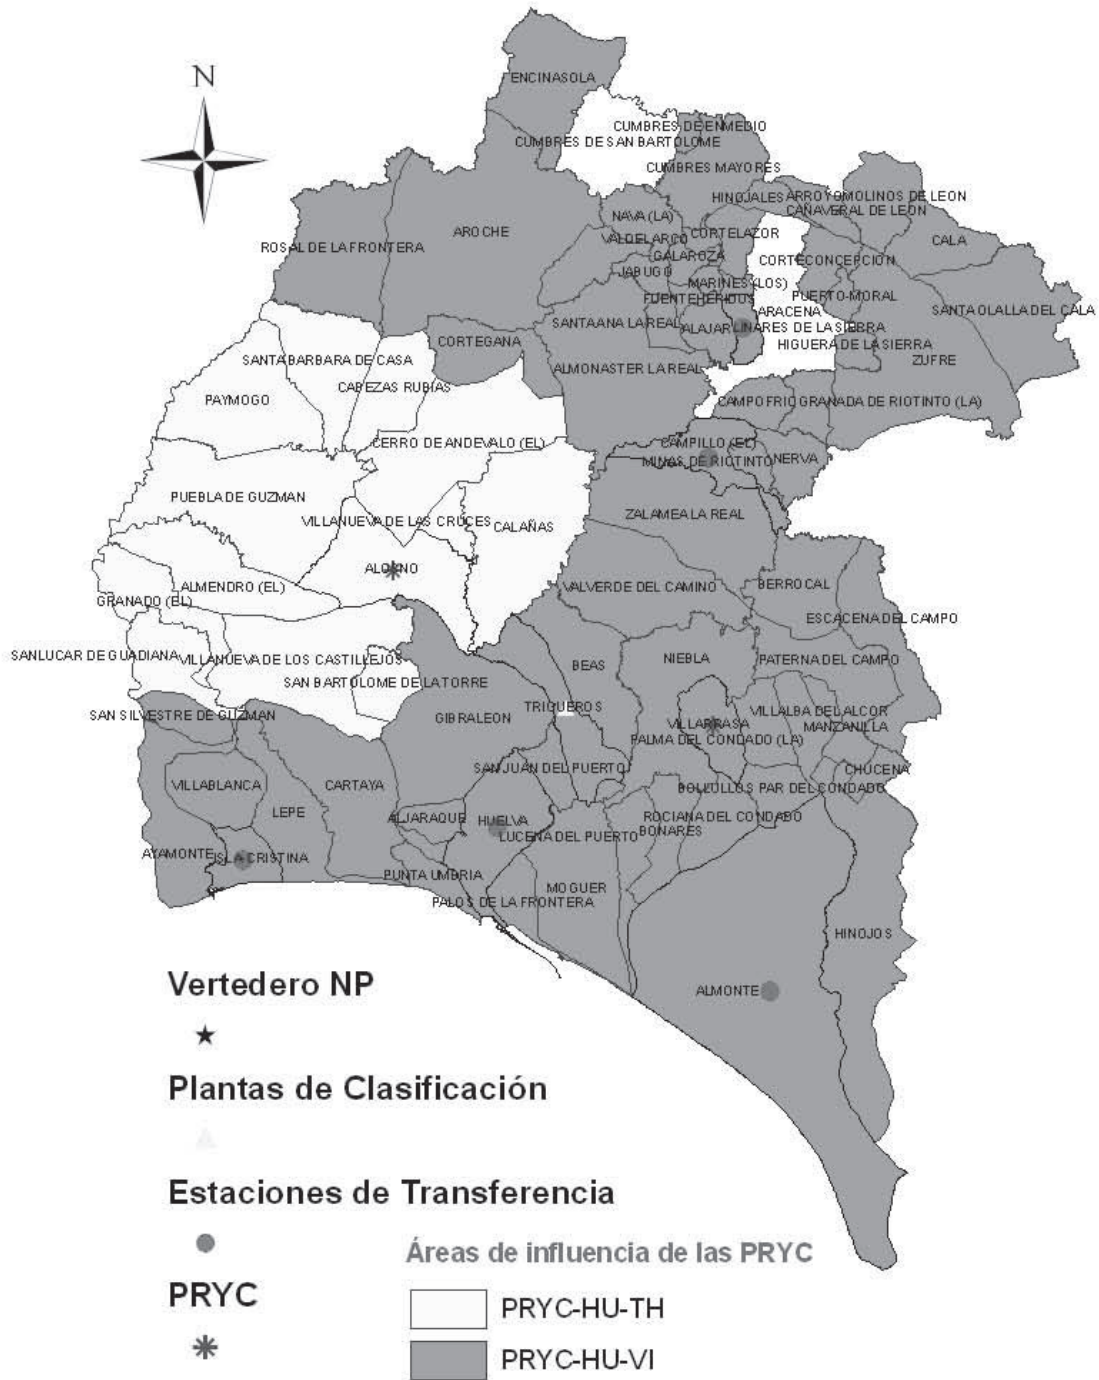 N
ENCINASOLA
CUMBRES DE ENMEDIO
CUMBRES DE SAN BARTOLOME
CUMBRES MAYORES
HINOJALES
ARROYOMOLINOS DE LEON
CAÑAVERAL DE LEON
NAVA (LA)
AROCHE
VALDELARCO
CORTELAZOR
CALA
ROSAL DE LA FRONTERA
GALAROZA
CORTECONCEPCIÓN
JABUGO
MARINES (LOS)
FUENTEHERIDOS
PUERTO MORAL
ARACENA
SANTA OLALLA DEL CALA
SANTA ANA LA REAL
ALAJAR
LINARES DE LA SIERRA
CORTEGANA
HIGUERA DE LA SIERRA
SANTA BARBARA DE CASA
ZUFRE
ALMONASTER LA REAL
CABEZAS RUBIAS
PAYMOGO
CAMPOFRIO
GRANADA DE RIOTINTO (LA)
CERRO DE ANDEVALO (EL)
CAMPILLO (EL)
MINAS DE RIOTINTO
NERVA
PUEBLA DE GUZMAN
ZALAMEA LA REAL
VILLANUEVA DE LAS CRUCES
CALAÑAS
ALOSNO
ALMENDRO (EL)
VALVERDE DEL CAMINO
BERROCAL
GRANADO (EL)
ESCACENA DEL CAMPO
SANLUCAR DE GUADIANA
VILLANUEVA DE LOS CASTILLEJOS
BEAS
NIEBLA
PATERNA DEL CAMPO
SAN BARTOLOME DE LA TORRE
SAN SILVESTRE DE GUZMAN
GIBRALEON
TRIGUEROS
VILLALBA DEL ALCOR
VILLARRASA
MANZANILLA
PALMA DEL CONDADO (LA)
SAN JUAN DEL PUERTO
CHUCENA
VILLABLANCA
CARTAYA
BOLLULLOS PAR DEL CONDADO
LEPE
ALJARAQUE
HUELVA
ROCIANA DEL CONDADO
LUCENA DEL PUERTO
BONARES
AYAMONTE
ISLA CRISTINA
PUNTA UMBRIA
MOGUER
PALOS DE LA FRONTERA
HINOJOS
ALMONTE
Vertedero NP
Plantas de Clasificación
Estaciones de Transferencia
PRYC
Áreas de influencia de las PRYC
PRYC-HU-TH
PRYC-HU-VI